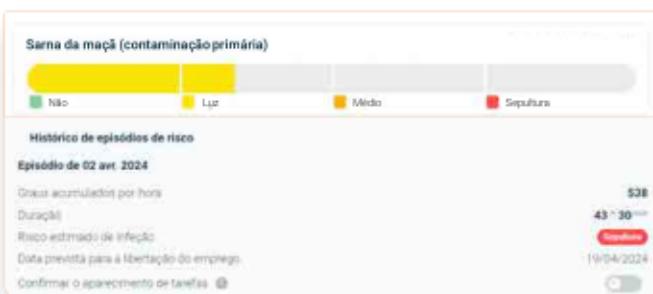 Sarna da maçã (contaminação primária)
Não Luz Médio Sepultura
Histórico de episódios de risco
Episódio de 02 avr. 2024
Graus acumulados por hora 538
Duração 43 h 30 min
Risco estimado de infeção Sepultura
Data prevista para a libertação do emprego 19/04/2024
Confirmar o aparecimento de tarefas